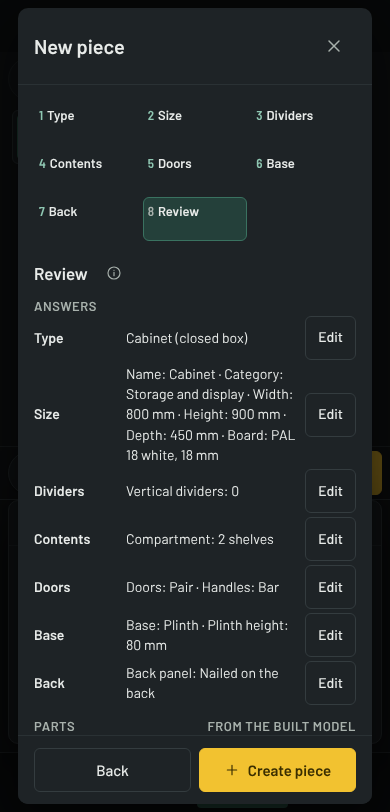 New piece
1 Type
2 Size
3 Dividers
4 Contents
5 Doors
6 Base
7 Back
8 Review
Review
ANSWERS
Type
Cabinet (closed box)
Edit
Size
Name: Cabinet · Category:
Storage and display · Width:
800 mm · Height: 900 mm ·
Depth: 450 mm · Board: PAL
18 white, 18 mm
Edit
Dividers
Vertical dividers: 0
Edit
Contents
Compartment: 2 shelves
Edit
Doors
Doors: Pair · Handles: Bar
Edit
Base
Base: Plinth · Plinth height:
80 mm
Edit
Back
Back panel: Nailed on the
back
Edit
PARTS
FROM THE BUILT MODEL
Back
+ Create piece